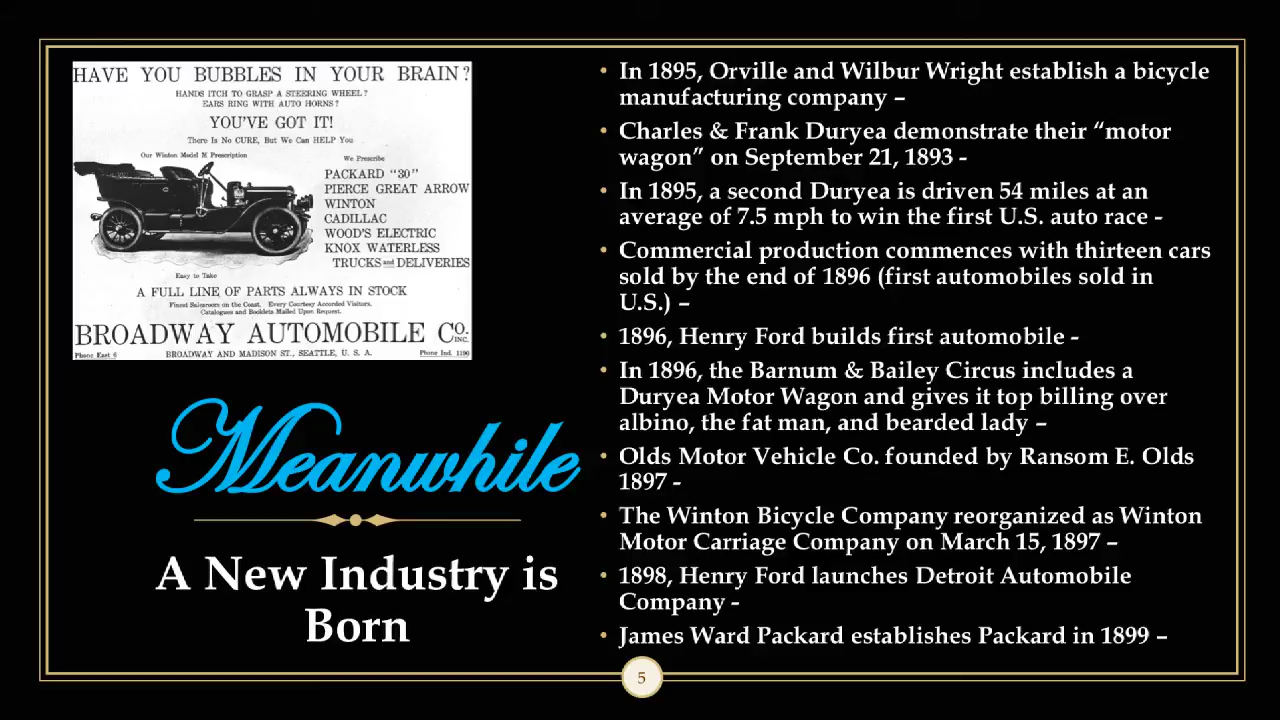 HAVE YOU BUBBLES IN YOUR BRAIN?
HANDS ITCH TO GRASP A STEERING WHEEL?
EARS RING WITH AUTO HORNS?
YOU'VE GOT IT!
There Is No CURE, But We Can HELP You
Our Winton Model M Prescription
We Prescribe
PACKARD "30"
PIERCE GREAT ARROW
WINTON
CADILLAC
WOOD'S ELECTRIC
KNOX WATERLESS
TRUCKS and DELIVERIES
Easy to Take
A FULL LINE OF PARTS ALWAYS IN STOCK
Finest Salesroom on the Coast. Every Courtesy Accorded Visitors.
Catalogues and Booklets Mailed Upon Request.
BROADWAY AUTOMOBILE CO. INC.
Phone East 6 BROADWAY AND MADISON ST., SEATTLE, U. S. A. Phone Ind. 1190
Meanwhile
A New Industry is
Born
• In 1895, Orville and Wilbur Wright establish a bicycle
manufacturing company –
• Charles & Frank Duryea demonstrate their “motor
wagon” on September 21, 1893 -
• In 1895, a second Duryea is driven 54 miles at an
average of 7.5 mph to win the first U.S. auto race -
• Commercial production commences with thirteen cars
sold by the end of 1896 (first automobiles sold in
U.S.) –
• 1896, Henry Ford builds first automobile -
• In 1896, the Barnum & Bailey Circus includes a
Duryea Motor Wagon and gives it top billing over
albino, the fat man, and bearded lady –
• Olds Motor Vehicle Co. founded by Ransom E. Olds
1897 -
• The Winton Bicycle Company reorganized as Winton
Motor Carriage Company on March 15, 1897 –
• 1898, Henry Ford launches Detroit Automobile
Company -
• James Ward Packard establishes Packard in 1899 –
5